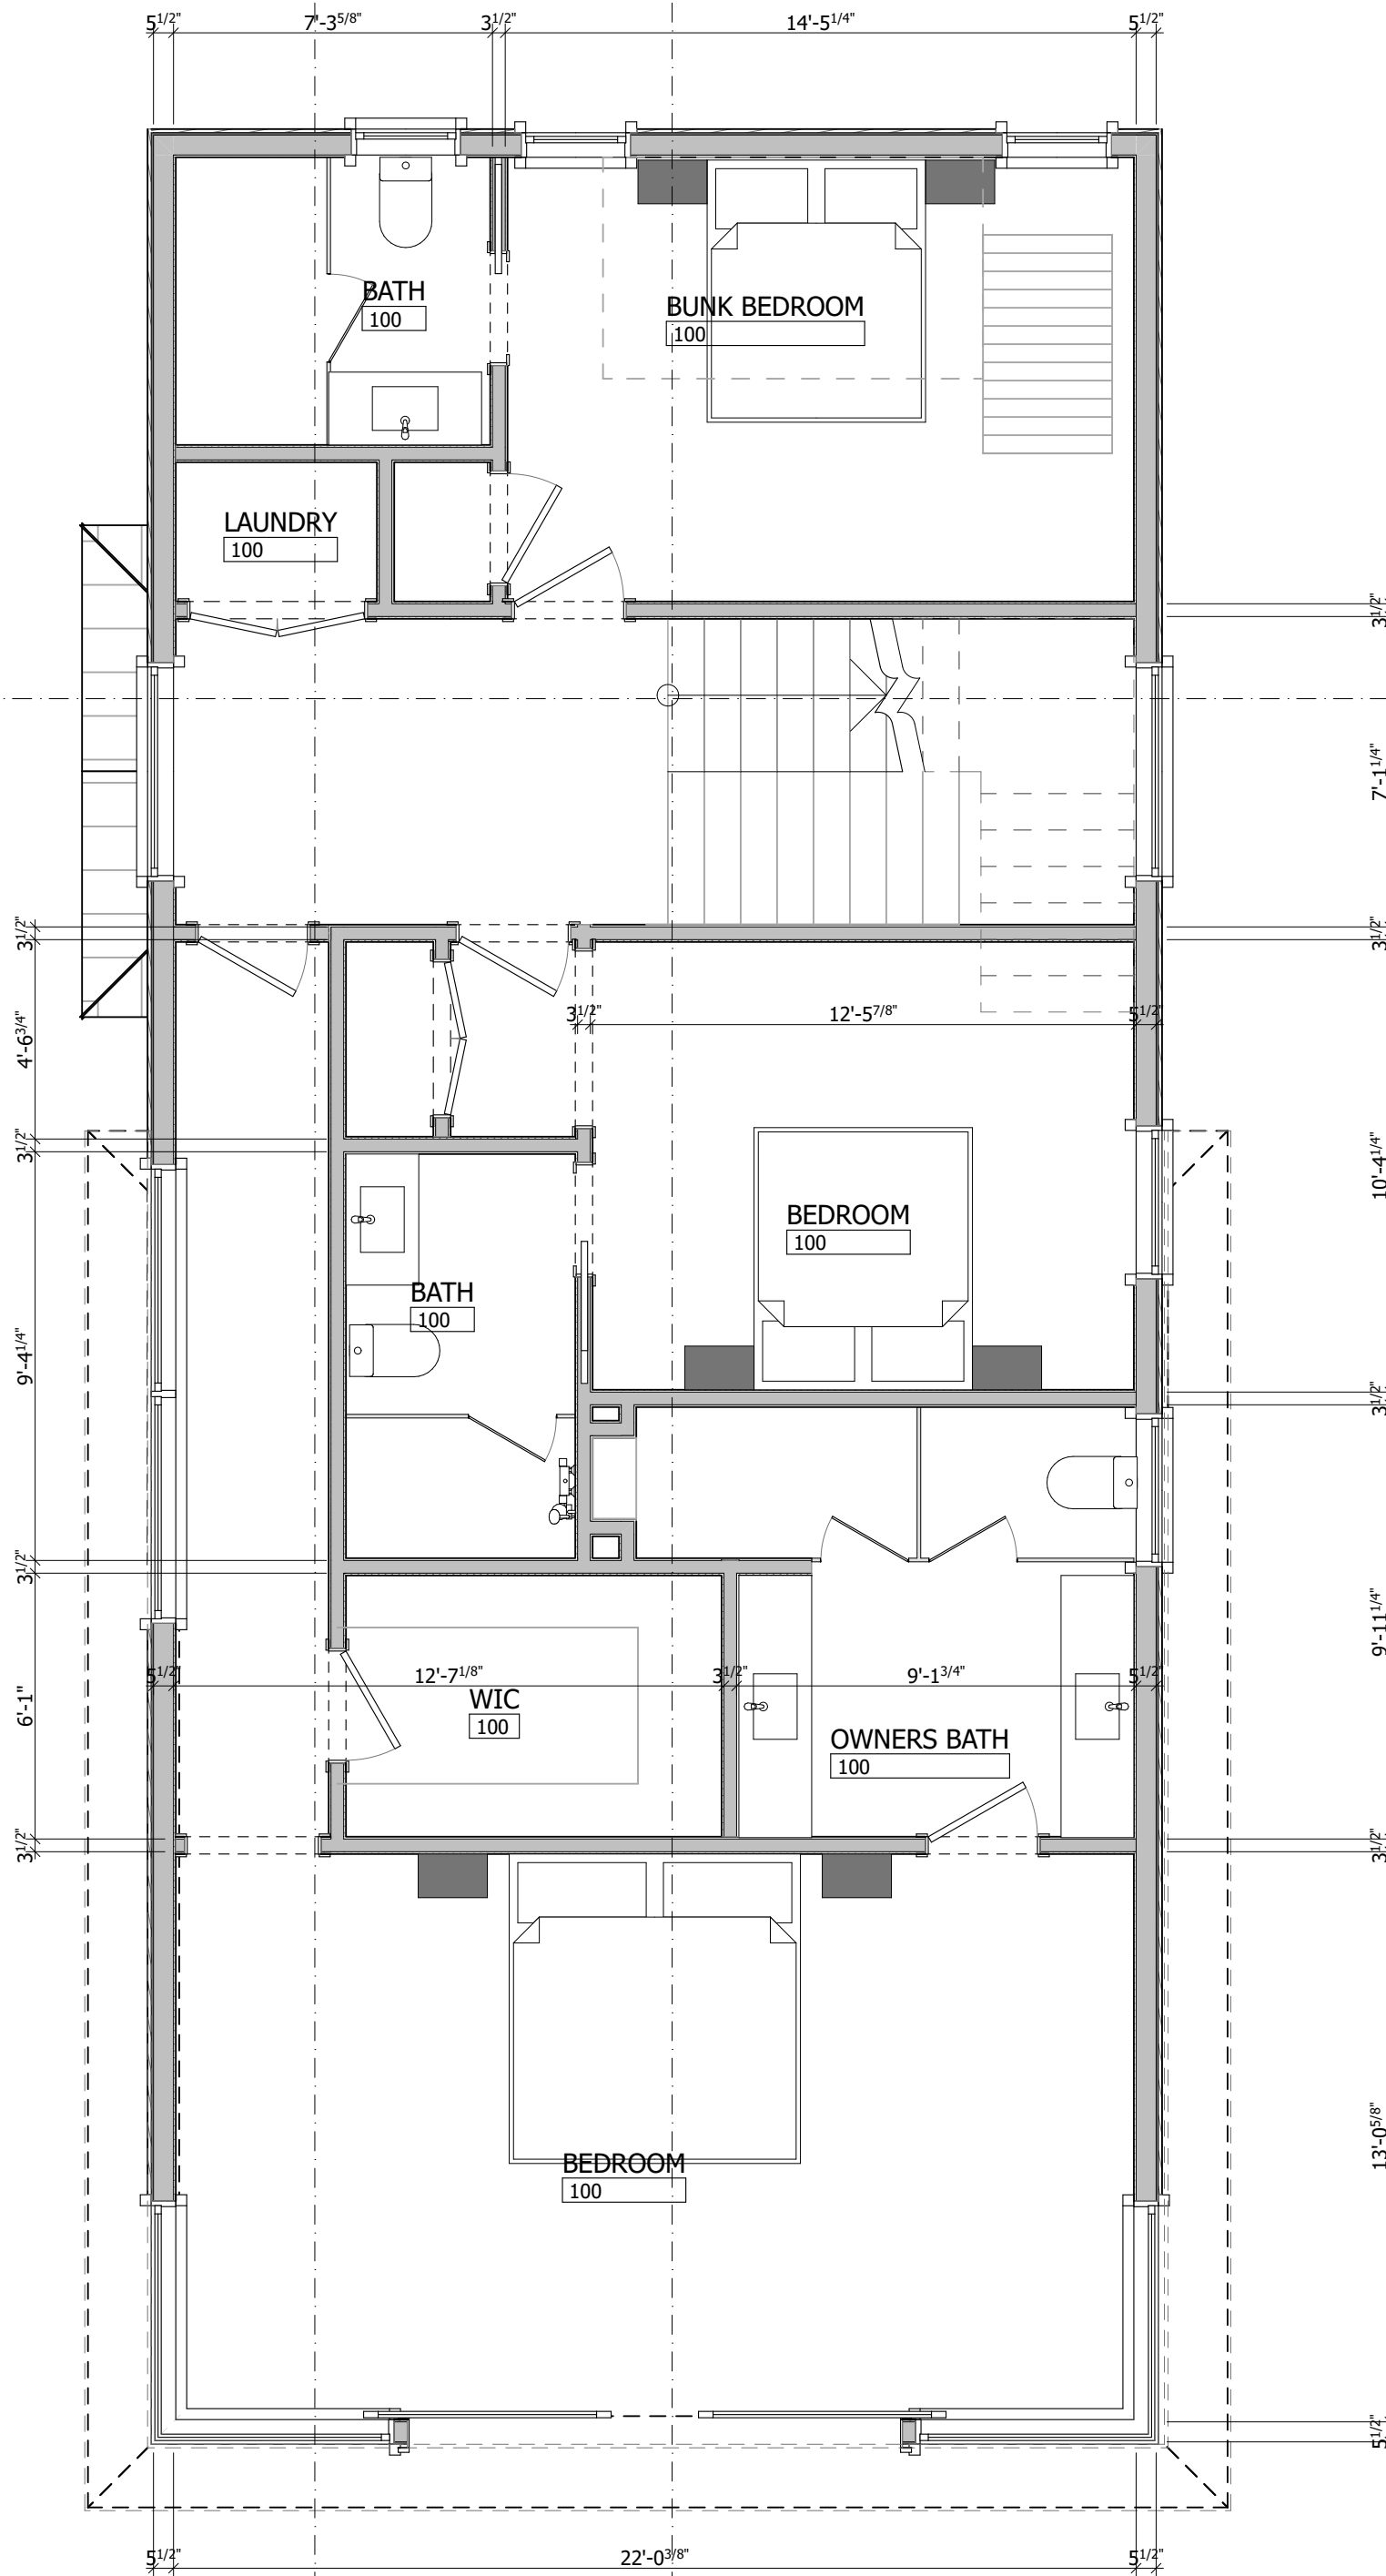 5 1/2" 7'-3 5/8" 3 1/2" 14'-5 1/4" 5 1/2"
BATH
100
BUNK BEDROOM
100
LAUNDRY
100
3 1/2"
7'-1 1/4"
3 1/2" 3 1/2"
3 1/2" 12'-5 7/8" 5 1/2"
4'-6 3/4"
3 1/2"
10'-4 1/4"
BEDROOM
100
BATH
100
9'-4 1/4"
3 1/2"
3 1/2"
9'-11 1/4"
5 1/2" 12'-7 1/8" 3 1/2" 9'-1 3/4" 5 1/2"
6'-1"
WIC
100
OWNERS BATH
100
3 1/2" 3 1/2"
13'-0 5/8"
BEDROOM
100
5 1/2"
5 1/2" 22'-0 3/8" 5 1/2"